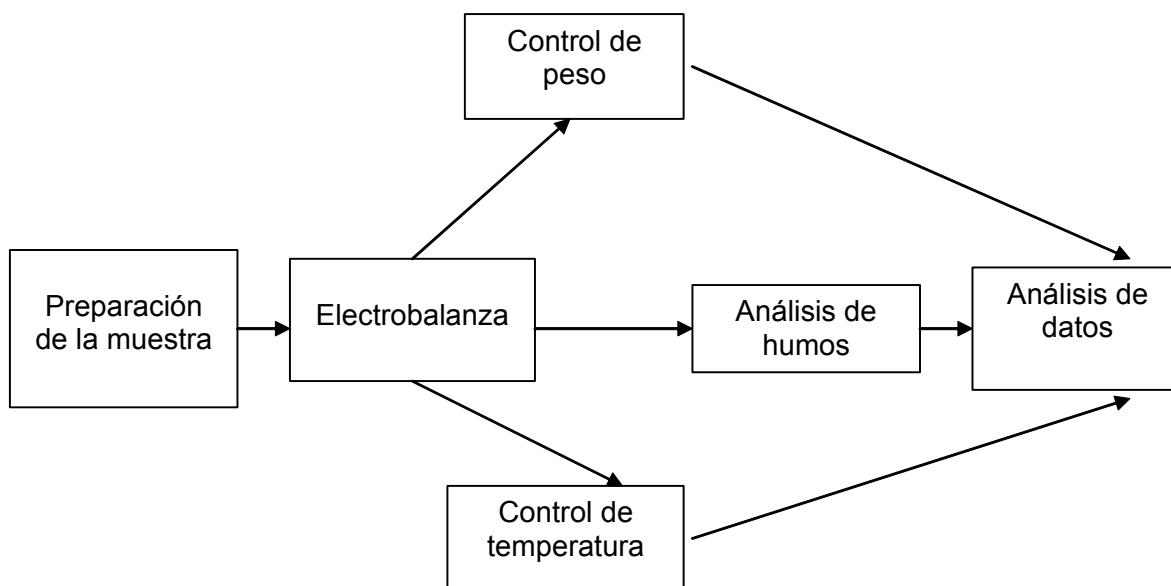 Control de
peso
Preparación
de la muestra
Electrobalanza
Análisis de
humos
Análisis de
datos
Control de
temperatura